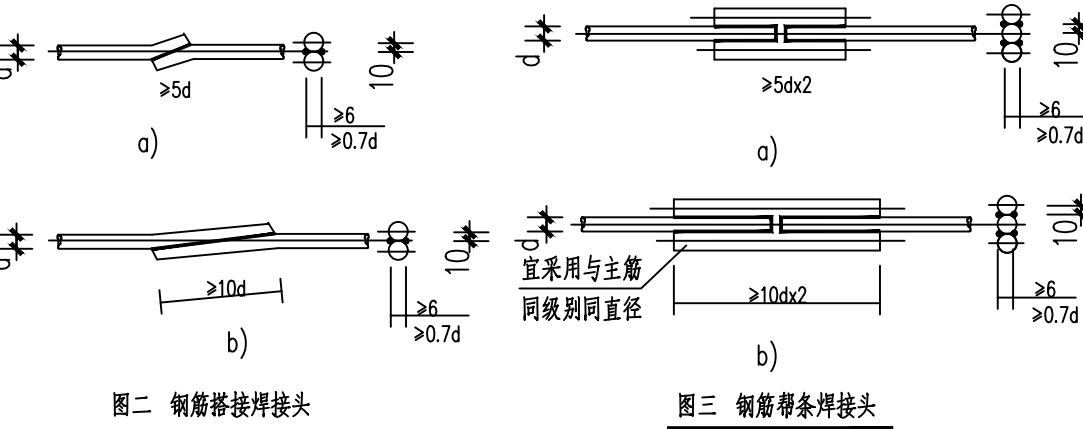 d
≥5d
10
≥6
≥0.7d
a)
d
≥10d
10
≥6
≥0.7d
b)
图二 钢筋搭接焊接头
d
≥5dx2
10
≥6
≥0.7d
a)
d
宜采用与主筋
同级别同直径
≥10dx2
10
≥6
≥0.7d
b)
图三 钢筋帮条焊接头